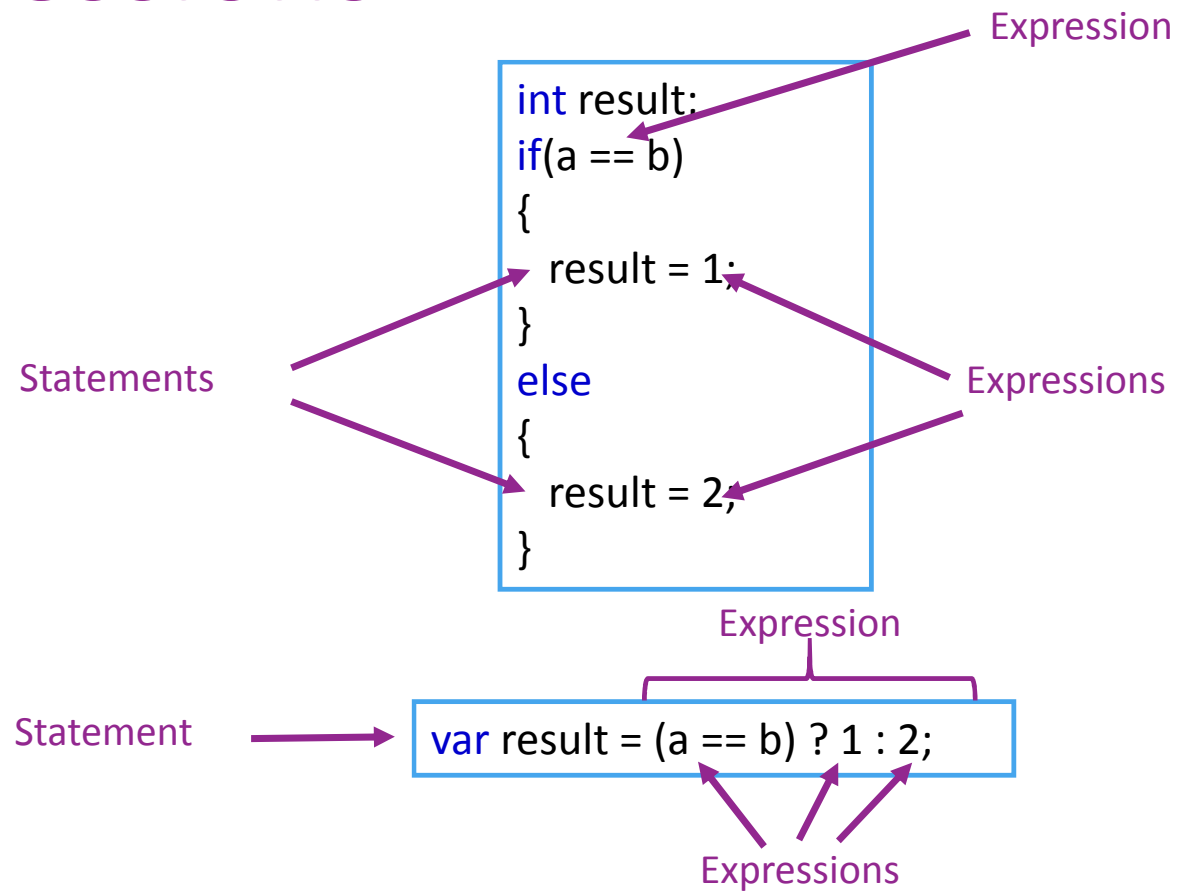 Expression
int result:
if(a == b)
{
result = 1;
}
else
{
result = 2;
}
Statements
Expressions
Expression
Statement
var result = (a == b) ? 1 : 2;
Expressions